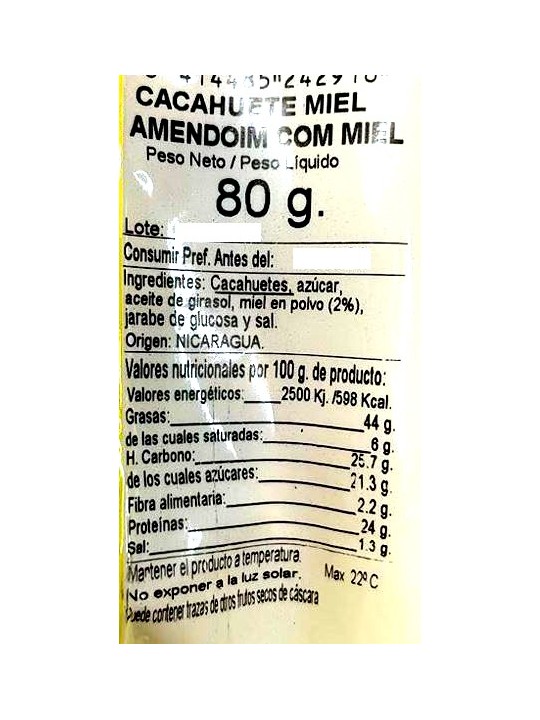 CACAHUETE MIEL
AMENDOIM COM MIEL
Peso Neto / Peso Líquido
80 g.
Lote:
Consumir Pref. Antes del:
Ingredientes: Cacahuetes, azúcar,
aceite de girasol, miel en polvo (2%),
jarabe de glucosa y sal.
Origen: NICARAGUA.
Valores nutricionales por 100 g. de producto:
Valores energéticos: 2500 Kj. /598 Kcal.
Grasas: 44 g.
de las cuales saturadas: 6 g.
H. Carbono: 25.7 g.
de los cuales azúcares: 21.3 g.
Fibra alimentaria: 2.2 g.
Proteínas: 24 g.
Sal: 1.3 g.
Mantener el producto a temperatura. Max 22ºC
No exponer a la luz solar.
Puede contener trazas de otros frutos secos de cáscara